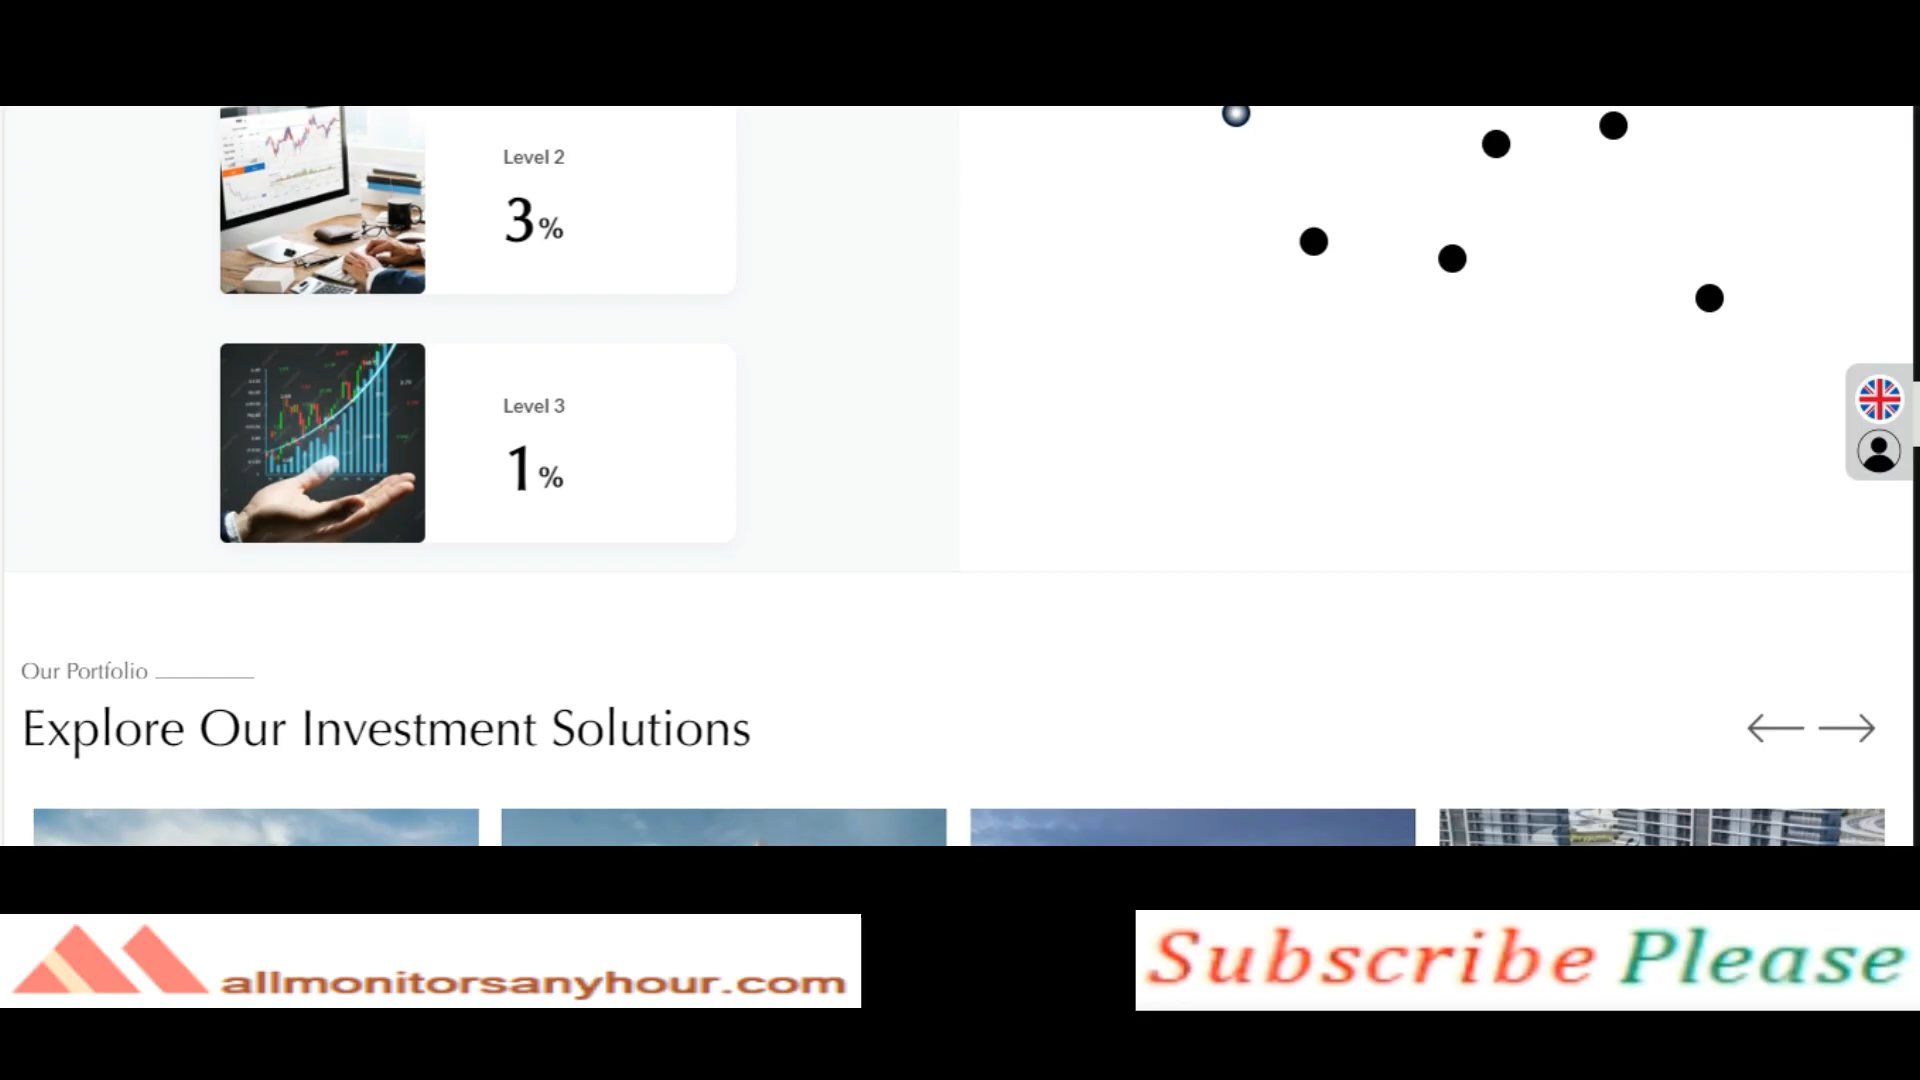 Level 2
3%
Level 3
1%
Our Portfolio
Explore Our Investment Solutions
allmonitorsanyhour.com
Subscribe Please